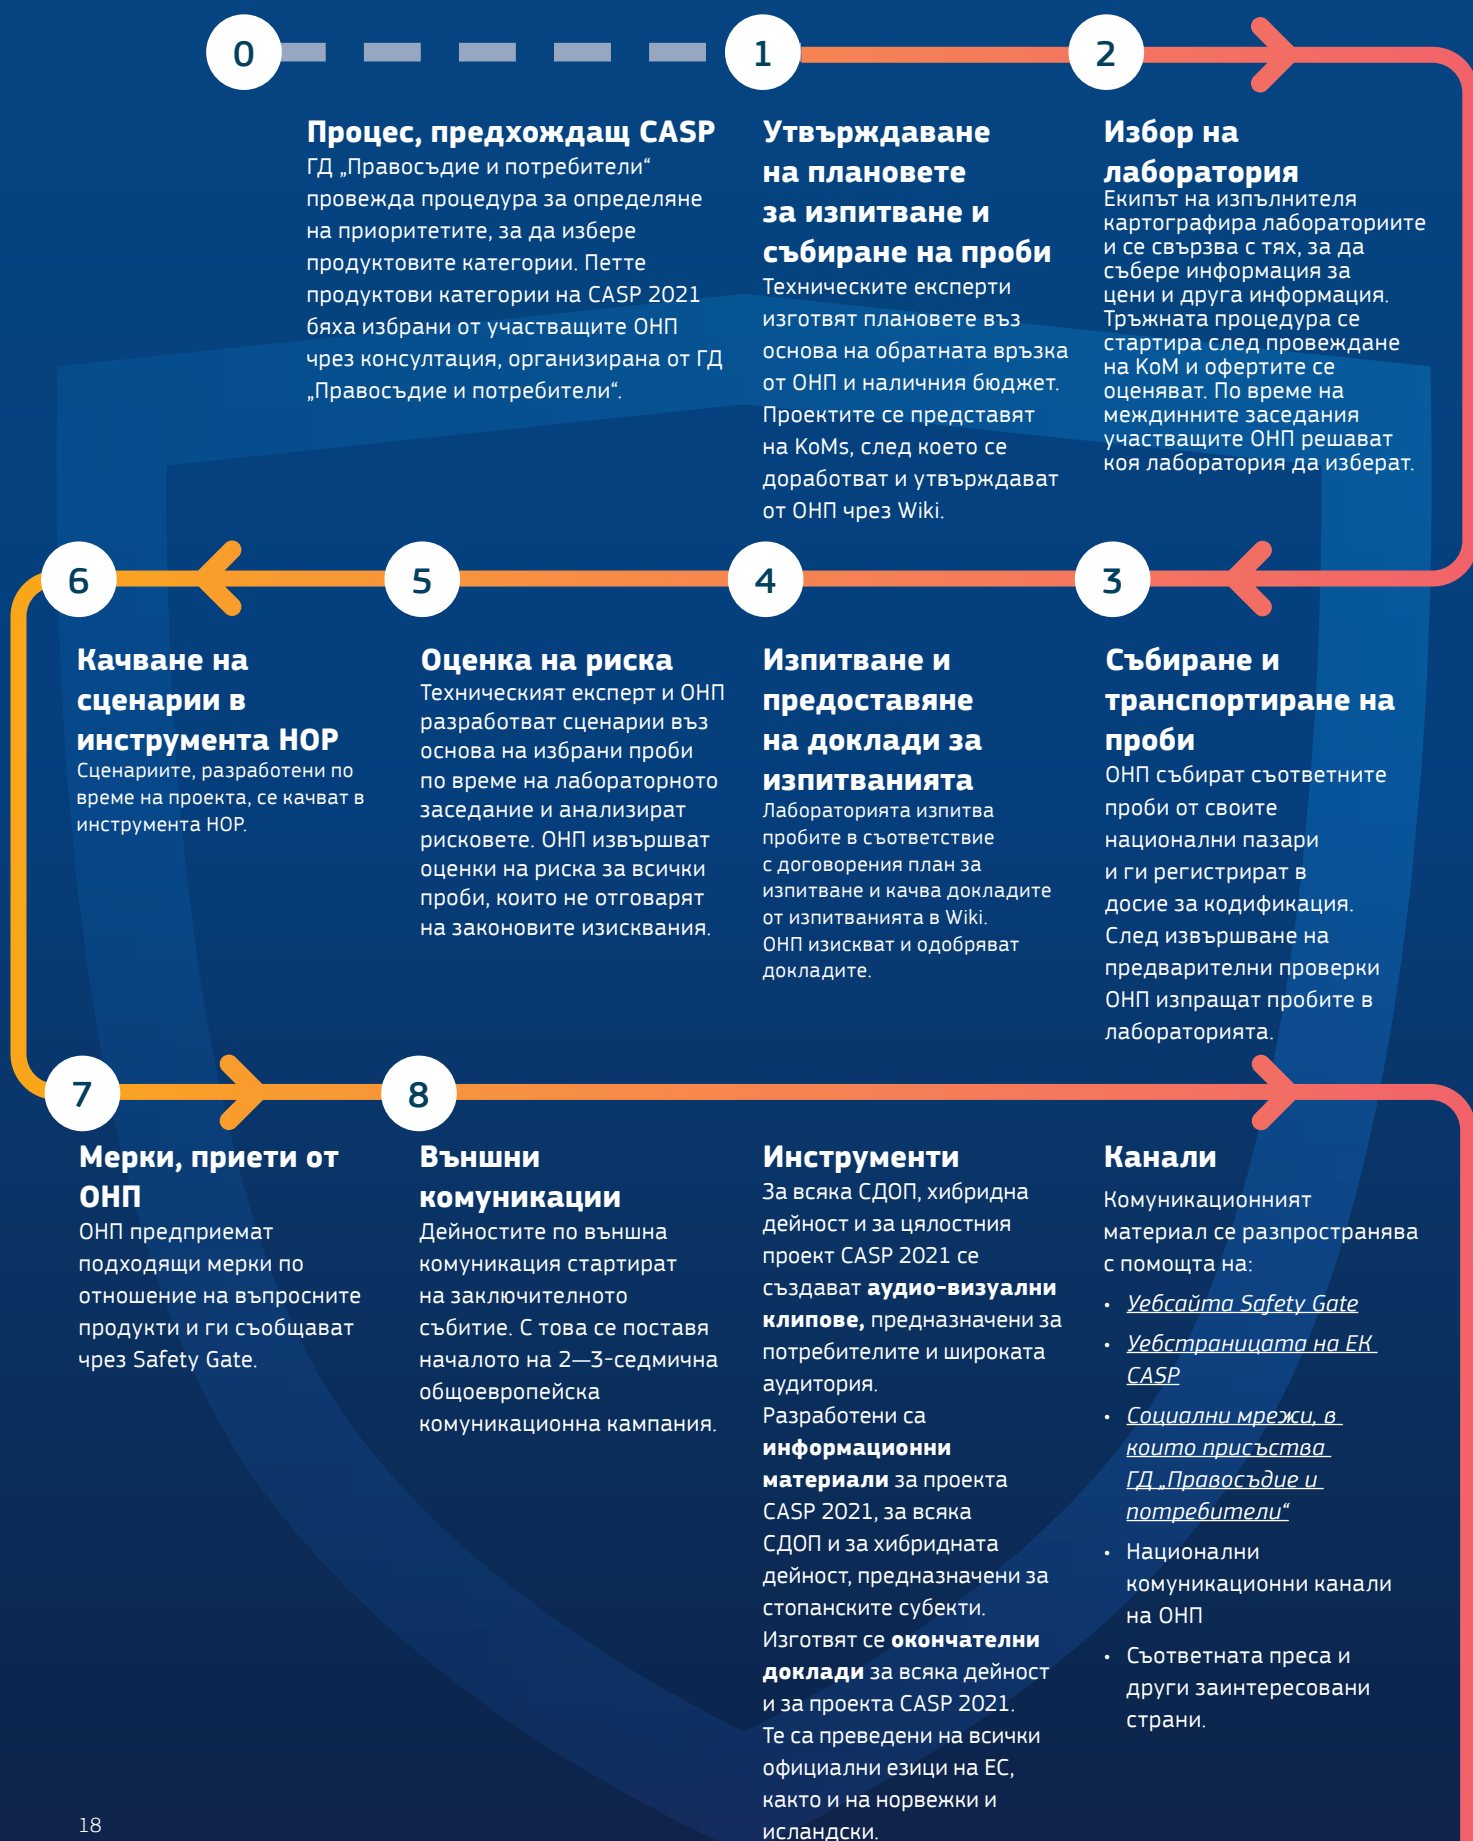 0
1
2
Процес, предхождащ CASP
ГД „Правосъдие и потребители“
провежда процедура за определяне
на приоритетите, за да избере
продуктовите категории. Петте
продуктови категории на CASP 2021
бяха избрани от участващите ОНП
чрез консултация, организирана от ГД
„Правосъдие и потребители“.
Утвърждаване
на плановете
за изпитване и
събиране на проби
Техническите експерти
изготвят плановете въз
основа на обратната връзка
от ОНП и наличния бюджет.
Проектите се представят
на KoMs, след което се
доработват и утвърждават
от ОНП чрез Wiki.
Избор на
лаборатория
Екипът на изпълнителя
картографира лабораториите
и се свързва с тях, за да
събере информация за
цени и друга информация.
Тръжната процедура се
стартира след провеждане
на KoM и офертите се
оценяват. По време на
междинните заседания
участващите ОНП решават
коя лаборатория да изберат.
6
5
4
3
Качване на
сценарии в
инструмента НОР
Сценариите, разработени по
време на проекта, се качват в
инструмента НОР.
Оценка на риска
Техническият експерт и ОНП
разработват сценарии въз
основа на избрани проби
по време на лабораторното
заседание и анализират
рисковете. ОНП извършват
оценки на риска за всички
проби, които не отговарят
на законовите изисквания.
Изпитване и
предоставяне
на доклади за
изпитванията
Лабораторията изпитва
пробите в съответствие
с договорения план за
изпитване и качва докладите
от изпитванията в Wiki.
ОНП изискват и одобряват
докладите.
Събиране и
транспортиране на
проби
ОНП събират съответните
проби от своите
национални пазари
и ги регистрират в
досие за кодификация.
След извършване на
предварителни проверки
ОНП изпращат пробите в
лабораторията.
7
8
Мерки, приети от
ОНП
ОНП предприемат
подходящи мерки по
отношение на въпросните
продукти и ги съобщават
чрез Safety Gate.
Външни
комуникации
Дейностите по външна
комуникация стартират
на заключителното
събитие. С това се поставя
началото на 2—3-седмична
общоевропейска
комуникационна кампания.
Инструменти
За всяка СДОП, хибридна
дейност и за цялостния
проект CASP 2021 се
създават аудио-визуални
клипове, предназначени за
потребителите и широката
аудитория.
Разработени са
информационни
материали за проекта
CASP 2021, за всяка
СДОП и за хибридната
дейност, предназначени за
стопанските субекти.
Изготвят се окончателни
доклади за всяка дейност
и за проекта CASP 2021.
Те са преведени на всички
официални езици на ЕС,
както и на норвежки и
исландски.
Канали
Комуникационният
материал се разпространява
с помощта на:
• Уебсайта Safety Gate
• Уебстраницата на ЕК
CASP
• Социални мрежи, в
които присъства
ГД „Правосъдие и
потребители“
• Национални
комуникационни канали
на ОНП
• Съответната преса и
други заинтересовани
страни.
18